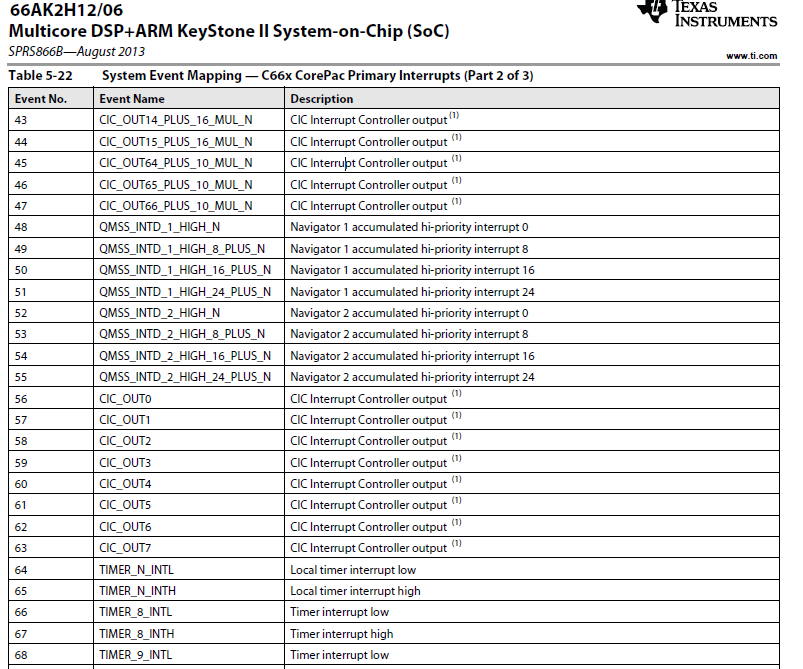 66AK2H12/06
Multicore DSP+ARM KeyStone II System-on-Chip (SoC)
SPRS866B—August 2013
TEXAS
INSTRUMENTS
www.ti.com
Table 5-22 System Event Mapping — C66x CorePac Primary Interrupts (Part 2 of 3)
Event No. Event Name Description
43 CIC_OUT14_PLUS_16_MUL_N CIC Interrupt Controller output (1)
44 CIC_OUT15_PLUS_16_MUL_N CIC Interrupt Controller output (1)
45 CIC_OUT64_PLUS_10_MUL_N CIC Interrupt Controller output (1)
46 CIC_OUT65_PLUS_10_MUL_N CIC Interrupt Controller output (1)
47 CIC_OUT66_PLUS_10_MUL_N CIC Interrupt Controller output (1)
48 QMSS_INTD_1_HIGH_N Navigator 1 accumulated hi-priority interrupt 0
49 QMSS_INTD_1_HIGH_8_PLUS_N Navigator 1 accumulated hi-priority interrupt 8
50 QMSS_INTD_1_HIGH_16_PLUS_N Navigator 1 accumulated hi-priority interrupt 16
51 QMSS_INTD_1_HIGH_24_PLUS_N Navigator 1 accumulated hi-priority interrupt 24
52 QMSS_INTD_2_HIGH_N Navigator 2 accumulated hi-priority interrupt 0
53 QMSS_INTD_2_HIGH_8_PLUS_N Navigator 2 accumulated hi-priority interrupt 8
54 QMSS_INTD_2_HIGH_16_PLUS_N Navigator 2 accumulated hi-priority interrupt 16
55 QMSS_INTD_2_HIGH_24_PLUS_N Navigator 2 accumulated hi-priority interrupt 24
56 CIC_OUT0 CIC Interrupt Controller output (1)
57 CIC_OUT1 CIC Interrupt Controller output (1)
58 CIC_OUT2 CIC Interrupt Controller output (1)
59 CIC_OUT3 CIC Interrupt Controller output (1)
60 CIC_OUT4 CIC Interrupt Controller output (1)
61 CIC_OUT5 CIC Interrupt Controller output (1)
62 CIC_OUT6 CIC Interrupt Controller output (1)
63 CIC_OUT7 CIC Interrupt Controller output (1)
64 TIMER_N_INTL Local timer interrupt low
65 TIMER_N_INTH Local timer interrupt high
66 TIMER_8_INTL Timer interrupt low
67 TIMER_8_INTH Timer interrupt high
68 TIMER_9_INTL Timer interrupt low